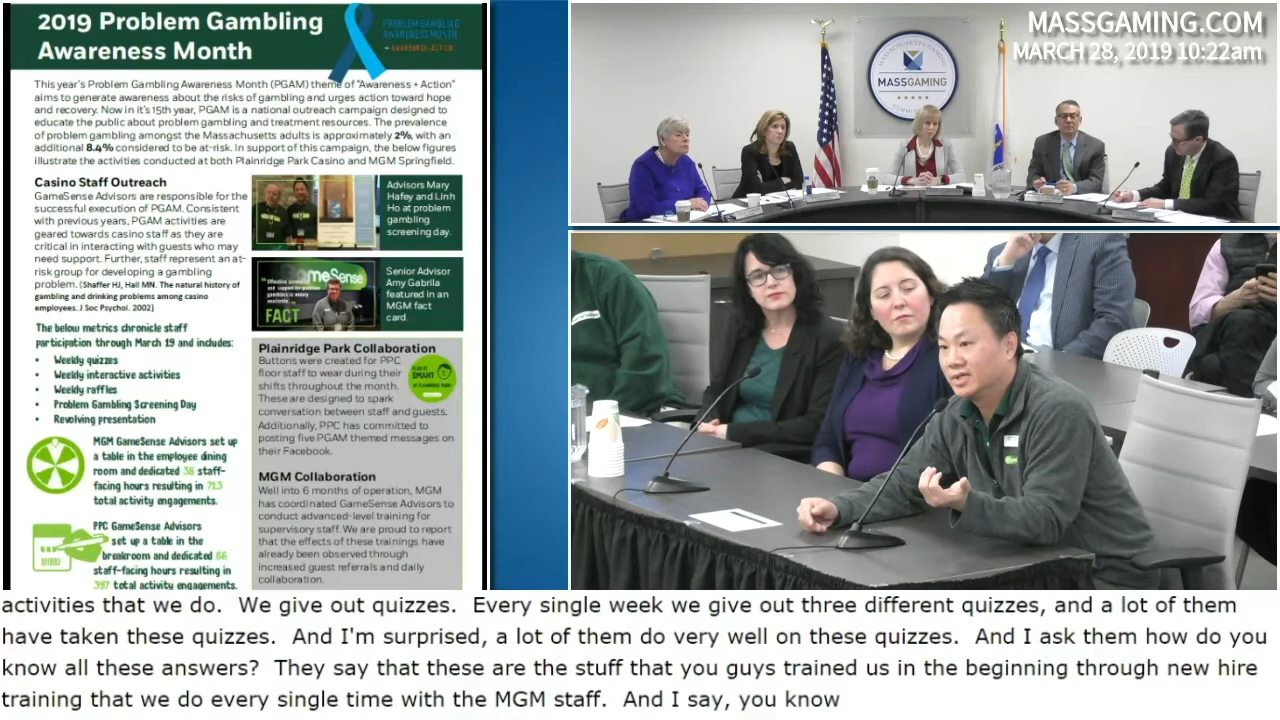 2019 Problem Gambling
Awareness Month
PROBLEM GAMBLING
AWARENESS MONTH
AWARENESS+ACTION
This year's Problem Gambling Awareness Month (PGAM) theme of "Awareness + Action"
aims to generate awareness about the risks of gambling and urges action toward hope
and recovery. Now in it's 15th year, PGAM is a national outreach campaign designed to
educate the public about problem gambling and treatment resources. The prevalence
of problem gambling amongst the Massachusetts adults is approximately 2%, with an
additional 8.4% considered to be at-risk. In support of this campaign, the below figures
illustrate the activities conducted at both Plainridge Park Casino and MGM Springfield.
Casino Staff Outreach
GameSense Advisors are responsible for the
successful execution of PGAM. Consistent
with previous years, PGAM activities are
geared towards casino staff as they are
critical in interacting with guests who may
need support. Further, staff represent an at-
risk group for developing a gambling
problem. (Shaffer HJ, Hall MN. The natural history of
gambling and drinking problems among casino
employees. J Soc Psychol. 2002)
The below metrics chronicle staff
participation through March 19 and includes:
• Weekly quizzes
• Weekly interactive activities
• Weekly raffles
• Problem Gambling Screening Day
• Revolving presentation
MGM GameSense Advisors set up
a table in the employee dining
room and dedicated 38 staff-
facing hours resulting in 713
total activity engagements.
PPC GameSense Advisors
set up a table in the
breakroom and dedicated 86
staff-facing hours resulting in
397 total activity engagements.
Advisors Mary
Hafey and Linh
Ho at problem
gambling
screening day.
GameSense
FACT
Senior Advisor
Amy Gabrila
featured in an
MGM fact
card.
Plainridge Park Collaboration
Buttons were created for PPC
floor staff to wear during their
shifts throughout the month.
These are designed to spark
conversation between staff and guests.
Additionally, PPC has committed to
posting five PGAM themed messages on
their Facebook.
PLAY IT
SMART
AT PLAINRIDGE PARK
MGM Collaboration
Well into 6 months of operation, MGM
has coordinated GameSense Advisors to
conduct advanced-level training for
supervisory staff. We are proud to report
that the effects of these trainings have
already been observed through
increased guest referrals and daily
collaboration.
MASSGAMING.COM
MARCH 28, 2019 10:22am
MASSACHUSETTS GAMING
MASSGAMING
COMMISSION
activities that we do. We give out quizzes. Every single week we give out three different quizzes, and a lot of them
have taken these quizzes. And I'm surprised, a lot of them do very well on these quizzes. And I ask them how do you
know all these answers? They say that these are the stuff that you guys trained us in the beginning through new hire
training that we do every single time with the MGM staff. And I say, you know